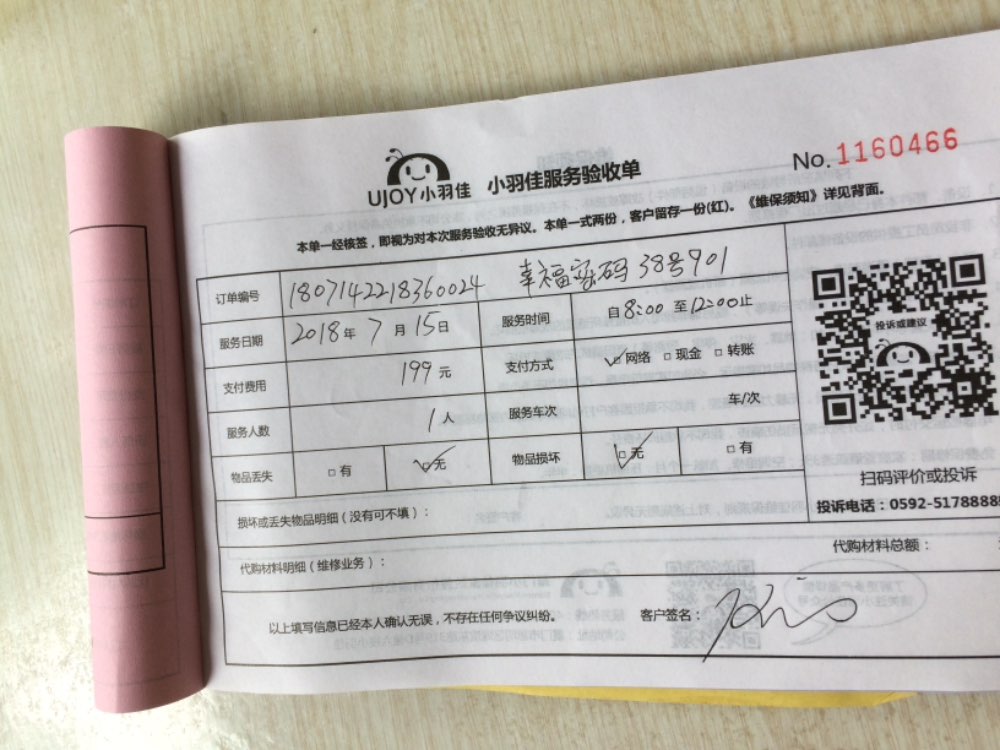 UJOY小羽佳 小羽佳服务验收单 No.1160466
本单一经核签，即视为对本次服务验收无异议。本单一式两份，客户留存一份(红)。《维保须知》详见背面。
订单编号 1807142218360024 幸福密码 38号901
服务日期 2018年7月15日 服务时间 自8:00至12:00止
支付费用 199元 支付方式 ☑网络 □现金 □转账
服务人数 1人 服务车次 车/次
物品丢失 □有 ☑无 物品损坏 ☑无 □有
投诉或建议
扫码评价或投诉
投诉电话：0592-5178888
损坏或丢失物品明细（没有可不填）：
代购材料明细（维修业务）：
代购材料总额：
以上填写信息已经本人确认无误，不存在任何争议纠纷。 客户签名：